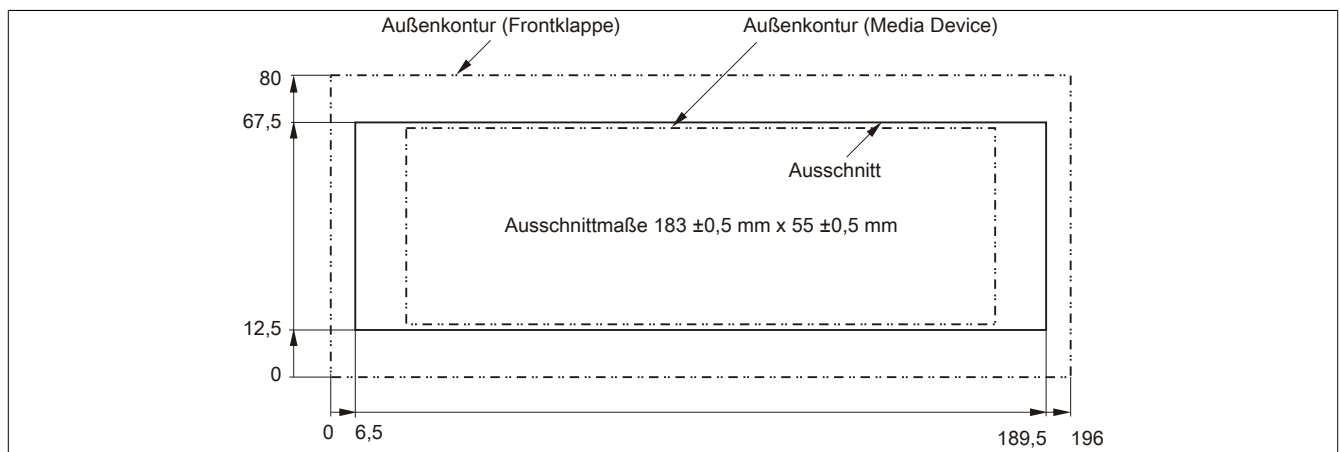 Außenkontur (Frontklappe)
Außenkontur (Media Device)
80
67,5
Ausschnitt
Ausschnittmaße 183 ±0,5 mm x 55 ±0,5 mm
12,5
0
0
6,5
189,5
196